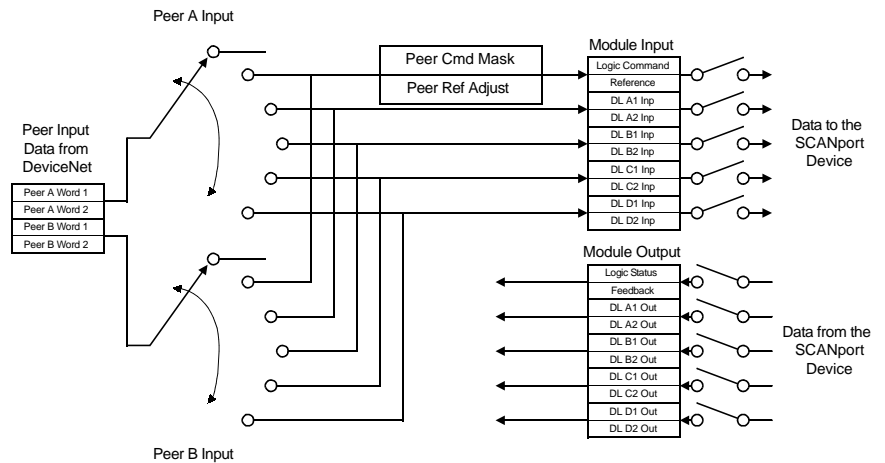 Peer A Input
Peer Cmd Mask
Peer Ref Adjust
Module Input
Logic Command
Reference
DL A1 Inp
DL A2 Inp
DL B1 Inp
DL B2 Inp
DL C1 Inp
DL C2 Inp
DL D1 Inp
DL D2 Inp
Data to the
SCANport
Device
Peer Input
Data from
DeviceNet
Peer A Word 1
Peer A Word 2
Peer B Word 1
Peer B Word 2
Module Output
Logic Status
Feedback
DL A1 Out
DL A2 Out
DL B1 Out
DL B2 Out
DL C1 Out
DL C2 Out
DL D1 Out
DL D2 Out
Data from the
SCANport
Device
Peer B Input